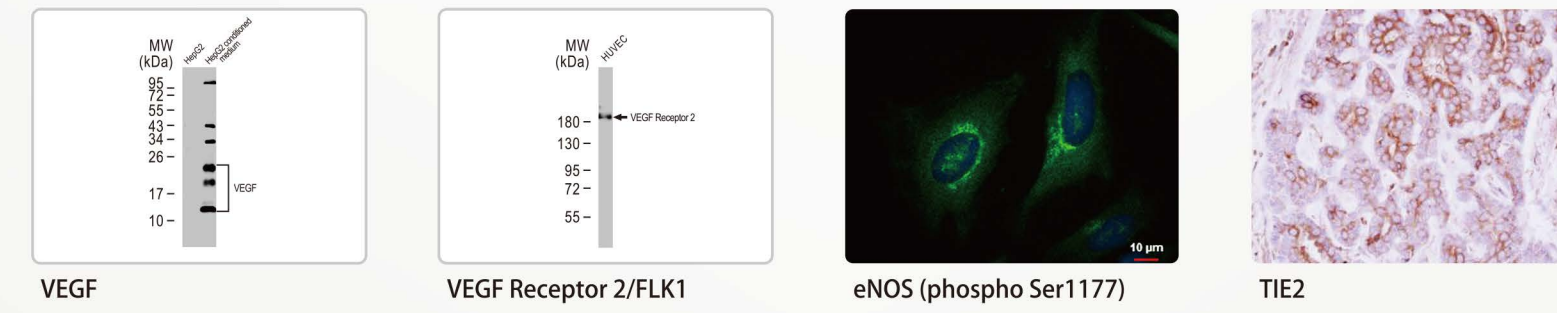 MW
(kDa)
HepG2
HepG2 conditioned
medium
95
72
55
43
34
26
17
10
VEGF
VEGF
MW
(kDa)
HUVEC
180
130
95
72
55
VEGF Receptor 2
VEGF Receptor 2/FLK1
10 µm
eNOS (phospho Ser1177)
TIE2